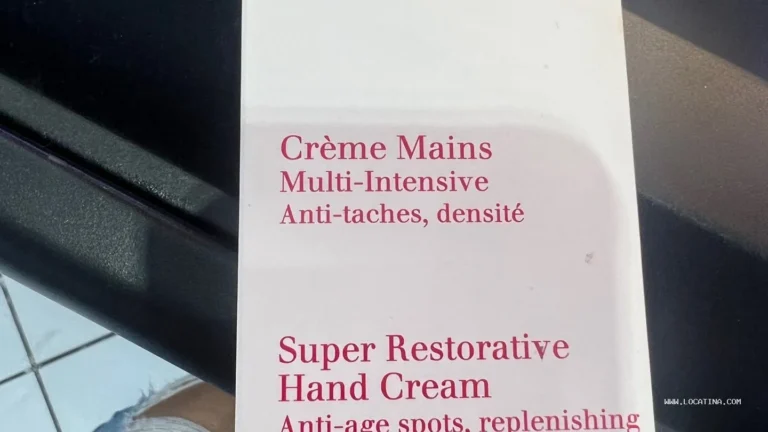 Crème Mains
Multi-Intensive
Anti-taches, densité
Super Restorative
Hand Cream
Anti-age spots, replenishing
WWW.LOCATINA.COM